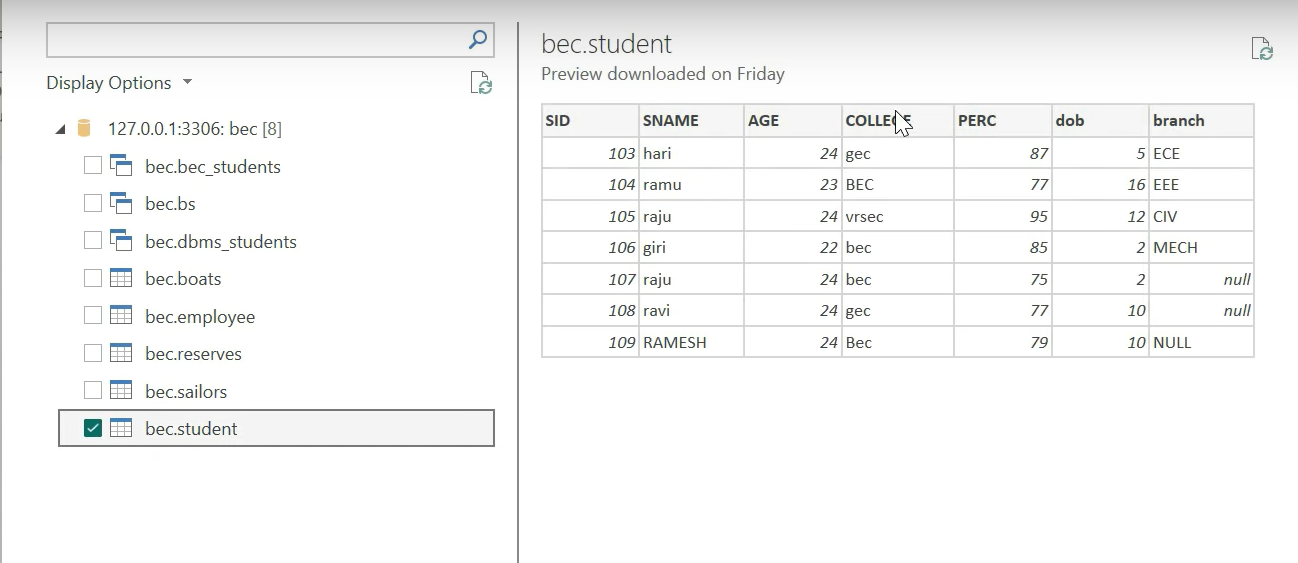 Display Options
127.0.0.1:3306: bec [8]
bec.bec_students
bec.bs
bec.dbms_students
bec.boats
bec.employee
bec.reserves
bec.sailors
bec.student
bec.student
Preview downloaded on Friday
SID SNAME AGE COLLEGE PERC dob branch
103 hari 24 gec 87 5 ECE
104 ramu 23 BEC 77 16 EEE
105 raju 24 vrsec 95 12 CIV
106 giri 22 bec 85 2 MECH
107 raju 24 bec 75 2 null
108 ravi 24 gec 77 10 null
109 RAMESH 24 Bec 79 10 NULL